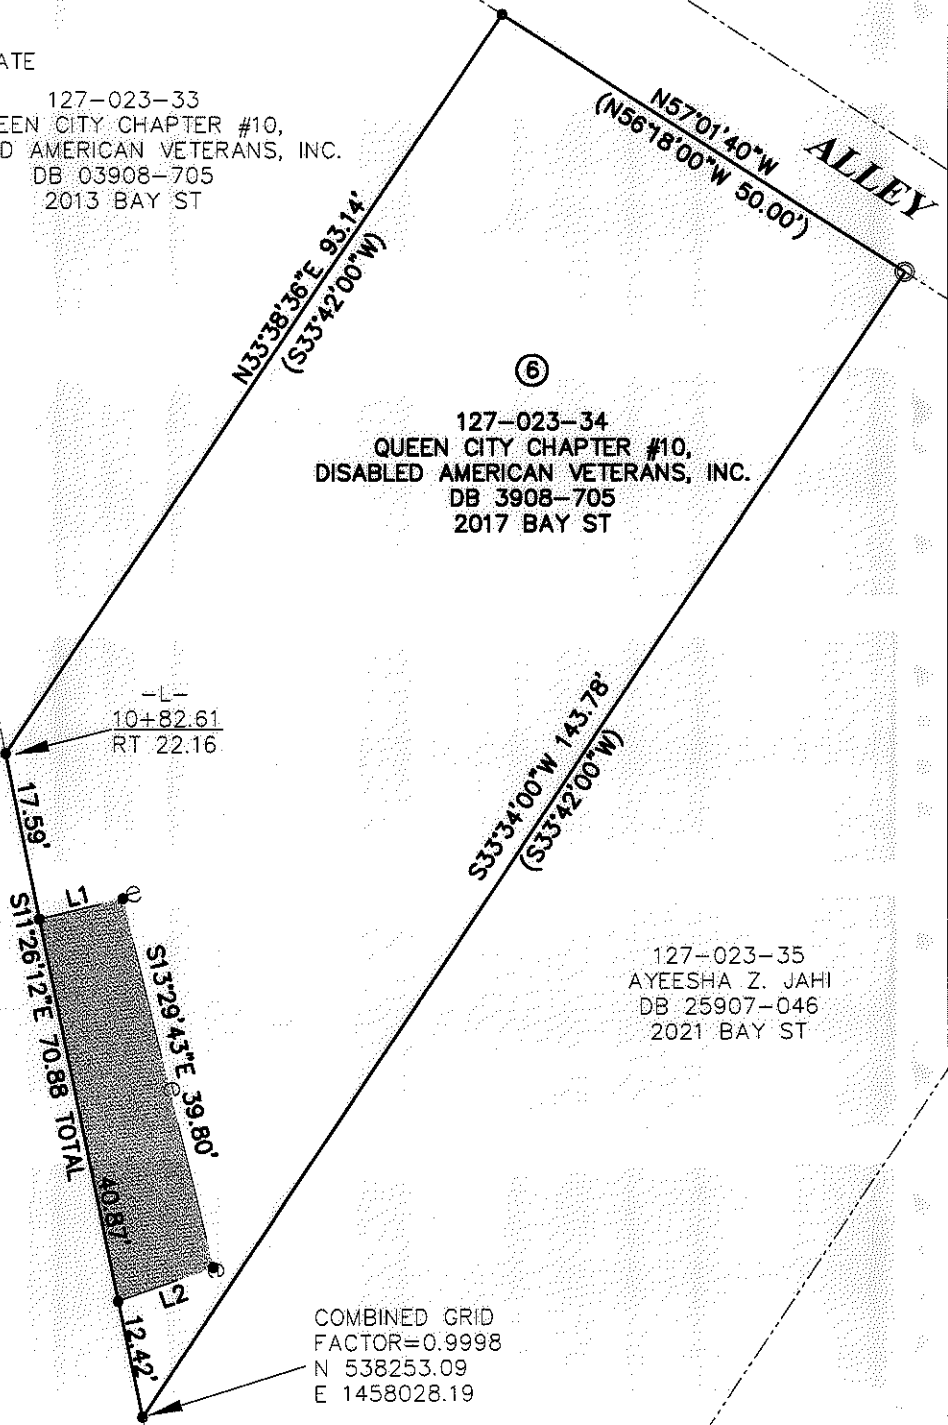 ATE
127-023-33
EEN CITY CHAPTER #10,
D AMERICAN VETERANS, INC.
DB 03908-705
2013 BAY ST
N57°01'40"W
(N56°18'00"W 50.00')
ALLEY
N33°38'36"E 93.14'
(S33°42'00"W)
6
127-023-34
QUEEN CITY CHAPTER #10,
DISABLED AMERICAN VETERANS, INC.
DB 3908-705
2017 BAY ST
-L-
10+82.61
RT 22.16
S33°34'00"W 143.78'
(S33°42'00"W)
17.59'
L1
e
S11°26'12"E 70.88 TOTAL
S13°29'43"E 39.80'
e
40.87'
127-023-35
AYEESHA Z. JAHI
DB 25907-046
2021 BAY ST
e
L2
12.42'
COMBINED GRID
FACTOR=0.9998
N 538253.09
E 1458028.19